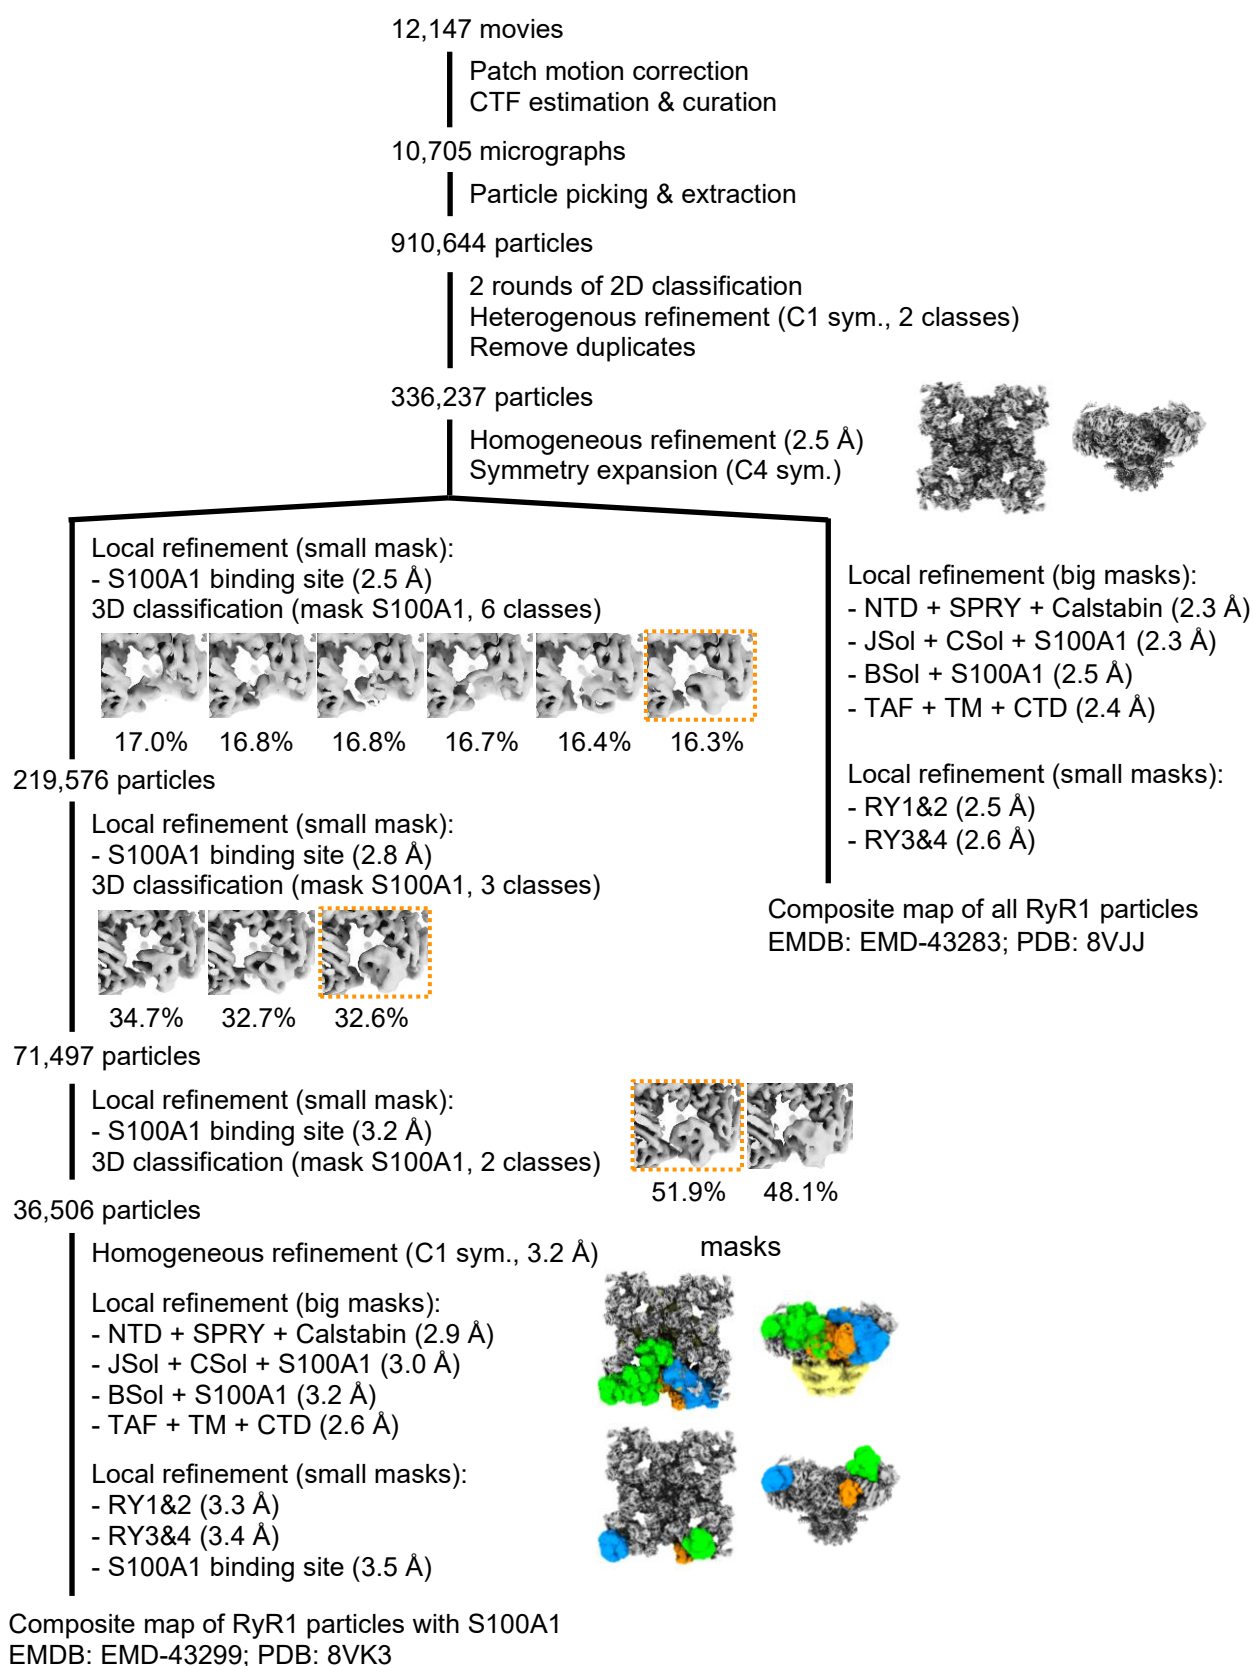 12,147 movies
Patch motion correction
CTF estimation & curation
10,705 micrographs
Particle picking & extraction
910,644 particles
2 rounds of 2D classification
Heterogenous refinement (C1 sym., 2 classes)
Remove duplicates
336,237 particles
Homogeneous refinement (2.5 Å)
Symmetry expansion (C4 sym.)
Local refinement (small mask):
- S100A1 binding site (2.5 Å)
3D classification (mask S100A1, 6 classes)
17.0% 16.8% 16.8% 16.7% 16.4% 16.3%
219,576 particles
Local refinement (small mask):
- S100A1 binding site (2.8 Å)
3D classification (mask S100A1, 3 classes)
34.7% 32.7% 32.6%
71,497 particles
Local refinement (small mask):
- S100A1 binding site (3.2 Å)
3D classification (mask S100A1, 2 classes)
51.9% 48.1%
36,506 particles
Homogeneous refinement (C1 sym., 3.2 Å)
masks
Local refinement (big masks):
- NTD + SPRY + Calstabin (2.9 Å)
- JSol + CSol + S100A1 (3.0 Å)
- BSol + S100A1 (3.2 Å)
- TAF + TM + CTD (2.6 Å)
Local refinement (small masks):
- RY1&2 (3.3 Å)
- RY3&4 (3.4 Å)
- S100A1 binding site (3.5 Å)
Composite map of RyR1 particles with S100A1
EMDB: EMD-43299; PDB: 8VK3
Local refinement (big masks):
- NTD + SPRY + Calstabin (2.3 Å)
- JSol + CSol + S100A1 (2.3 Å)
- BSol + S100A1 (2.5 Å)
- TAF + TM + CTD (2.4 Å)
Local refinement (small masks):
- RY1&2 (2.5 Å)
- RY3&4 (2.6 Å)
Composite map of all RyR1 particles
EMDB: EMD-43283; PDB: 8VJJ